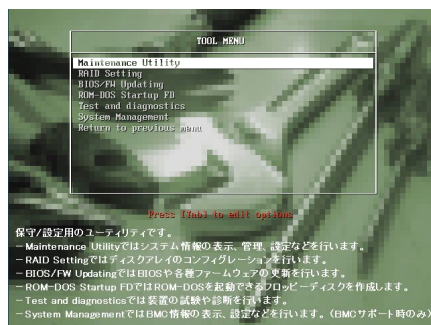 TOOL MENU
Maintenance Utility
RAID Setting
BIOS/FW Updating
ROM-DOS Startup FD
Test and diagnostics
System Management
Return to previous menu
Press [Tab] to edit options
保守/設定用のユーティリティです。
－Maintenance Utilityではシステム情報の表示、管理、設定などを行います。
－RAID Settingではディスクアレイのコンフィグレーションを行います。
－BIOS/FW UpdatingではBIOSや各種ファームウェアの更新を行います。
－ROM-DOS Startup FDではROM-DOSを起動できるフロッピーディスクを作成します。
－Test and diagnosticsでは装置の試験や診断を行います。
－System ManagementではBMC情報の表示、設定などを行います。(BMCサポート時のみ)